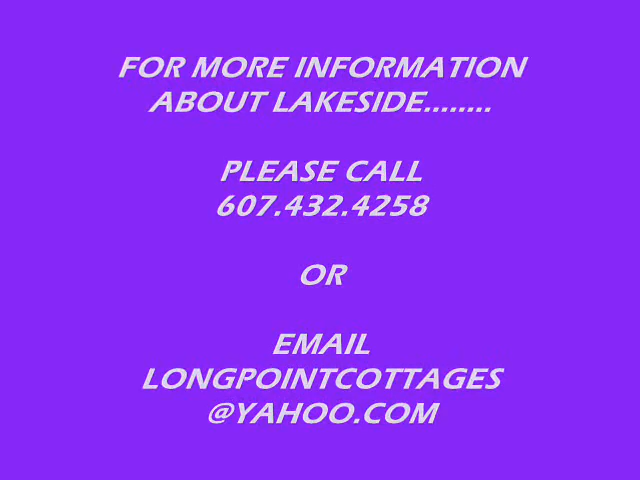 FOR MORE INFORMATION
ABOUT LAKESIDE........
PLEASE CALL
607.432.4258
OR
EMAIL
LONGPOINTCOTTAGES
@YAHOO.COM